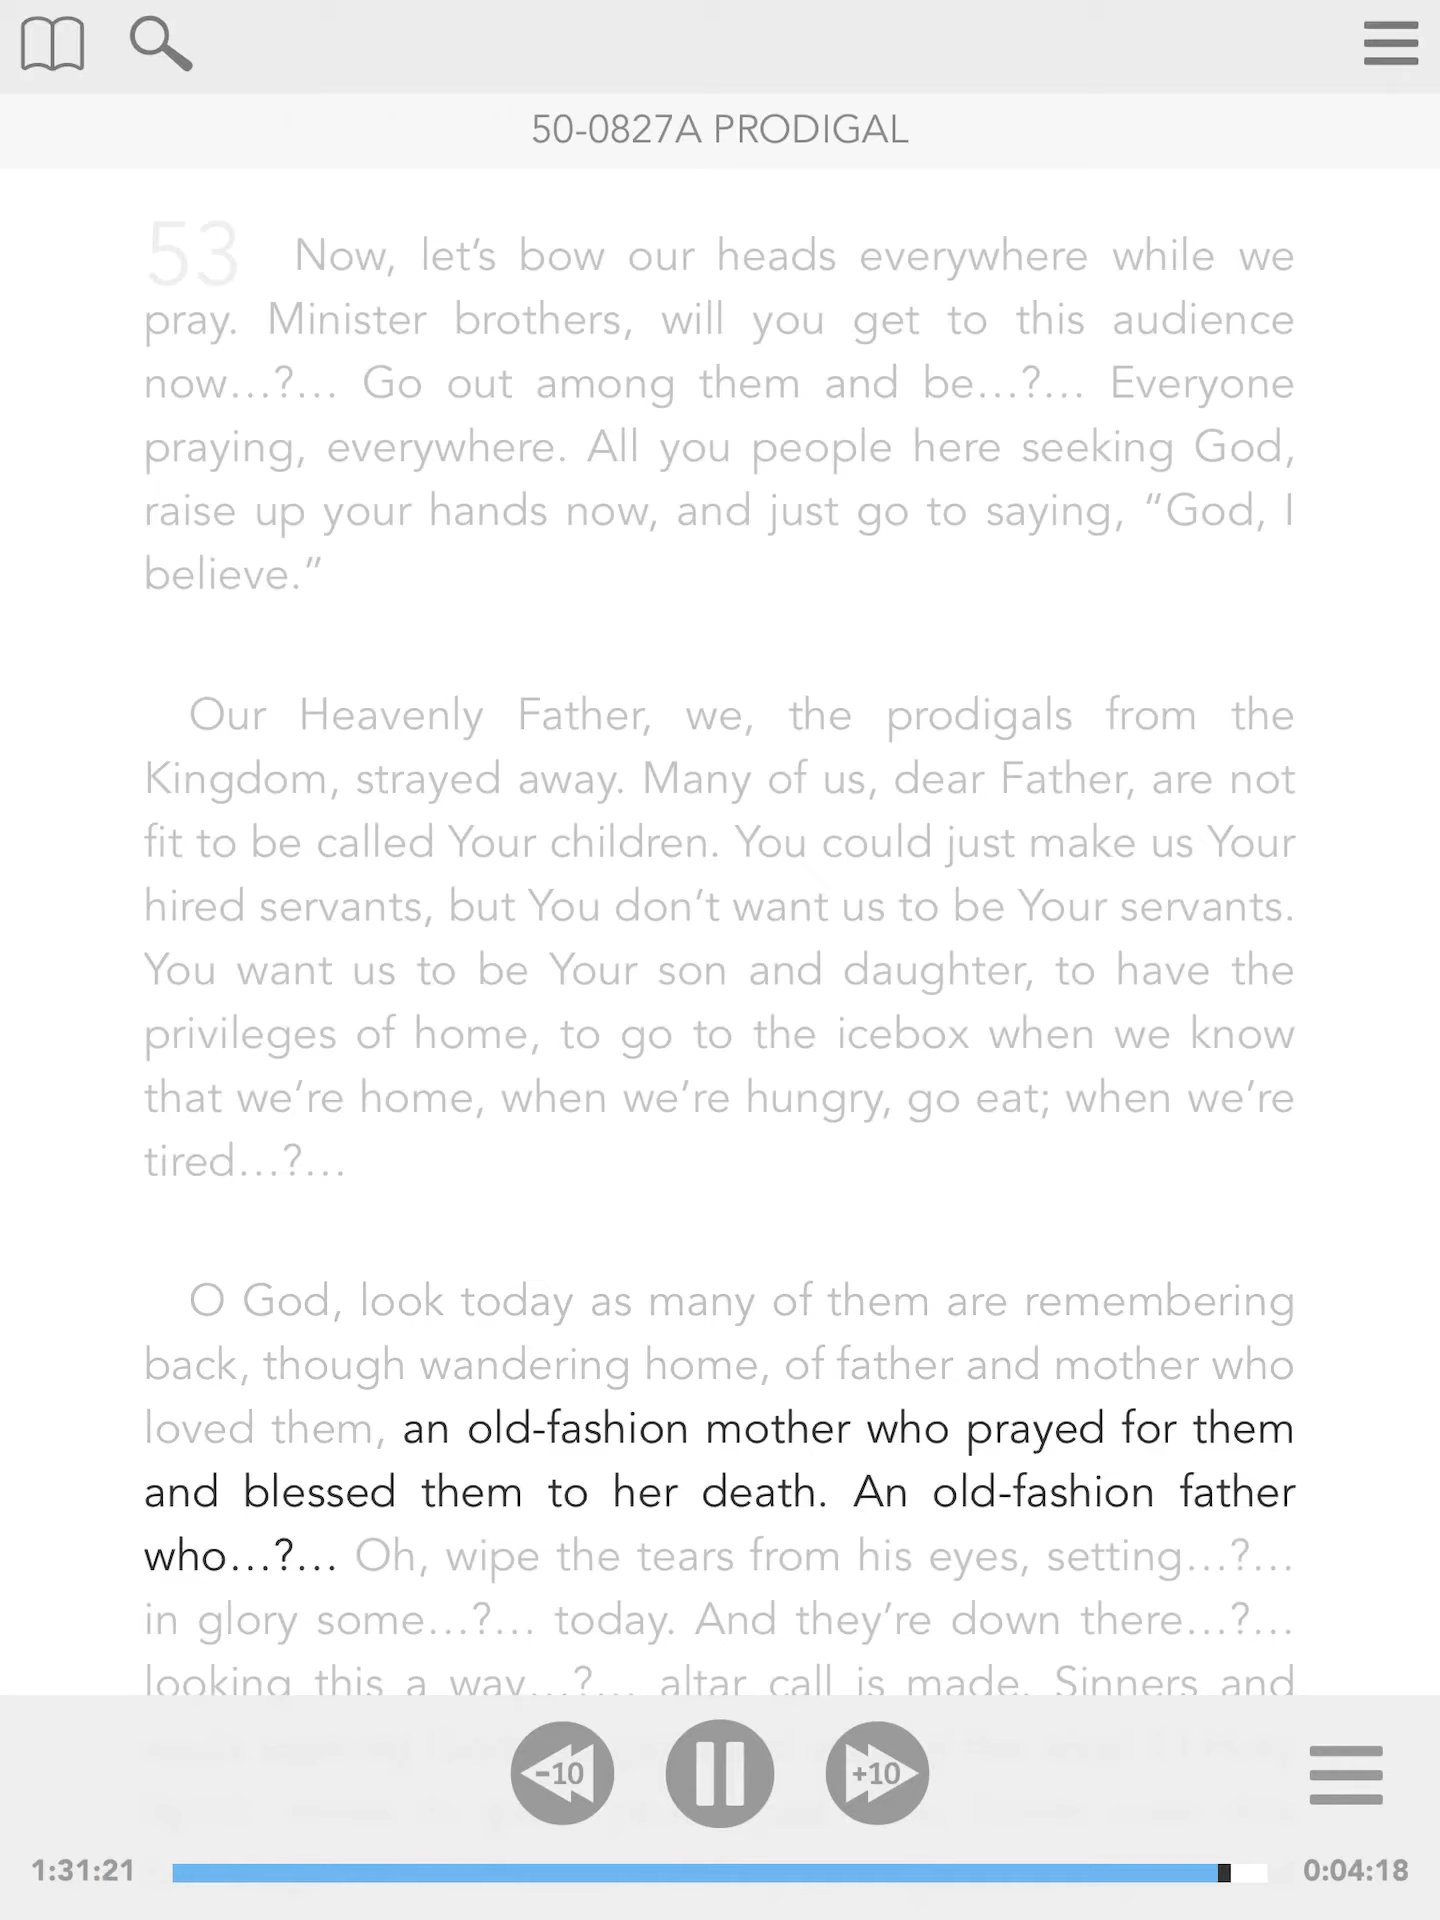 50-0827A PRODIGAL
53 Now, let’s bow our heads everywhere while we
pray. Minister brothers, will you get to this audience
now…?… Go out among them and be…?… Everyone
praying, everywhere. All you people here seeking God,
raise up your hands now, and just go to saying, “God, I
believe.”
Our Heavenly Father, we, the prodigals from the
Kingdom, strayed away. Many of us, dear Father, are not
fit to be called Your children. You could just make us Your
hired servants, but You don’t want us to be Your servants.
You want us to be Your son and daughter, to have the
privileges of home, to go to the icebox when we know
that we’re home, when we’re hungry, go eat; when we’re
tired…?…
O God, look today as many of them are remembering
back, though wandering home, of father and mother who
loved them, an old-fashion mother who prayed for them
and blessed them to her death. An old-fashion father
who…?… Oh, wipe the tears from his eyes, setting…?…
in glory some…?… today. And they’re down there…?…
looking this a way…?… altar call is made. Sinners and
-10 +10
1:31:21 0:04:18